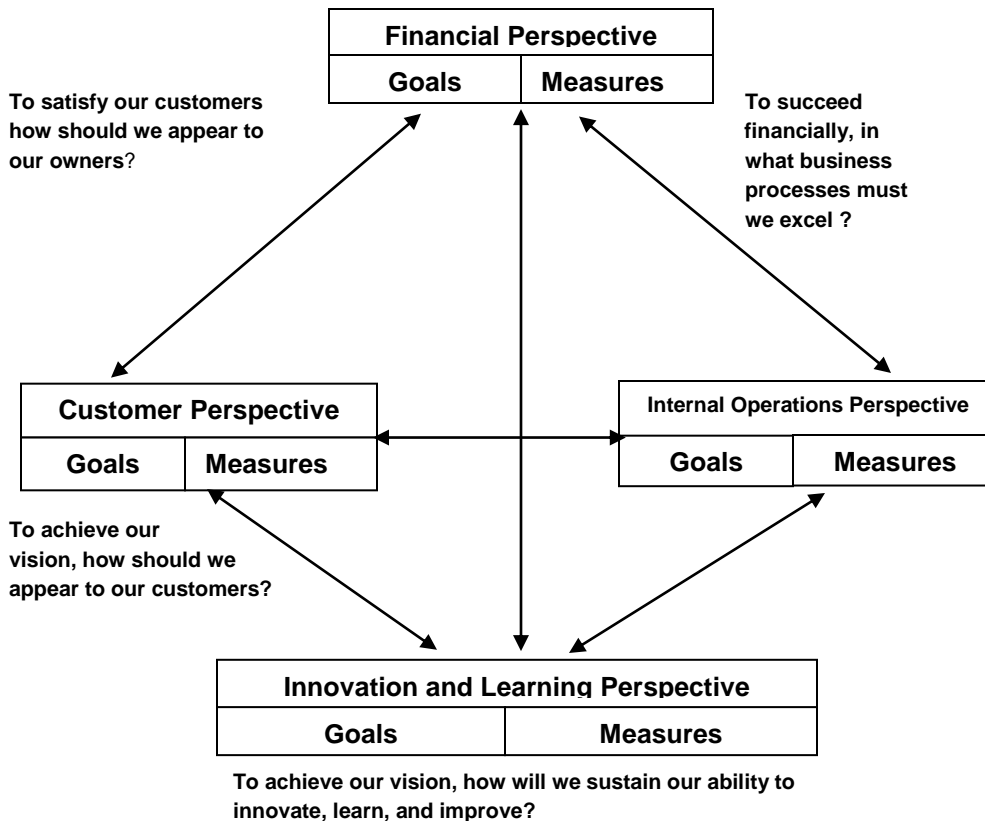 Financial Perspective
Goals Measures
To satisfy our customers
how should we appear to
our owners?
To succeed
financially, in
what business
processes must
we excel ?
Customer Perspective
Goals Measures
Internal Operations Perspective
Goals Measures
To achieve our
vision, how should we
appear to our customers?
Innovation and Learning Perspective
Goals Measures
To achieve our vision, how will we sustain our ability to
innovate, learn, and improve?